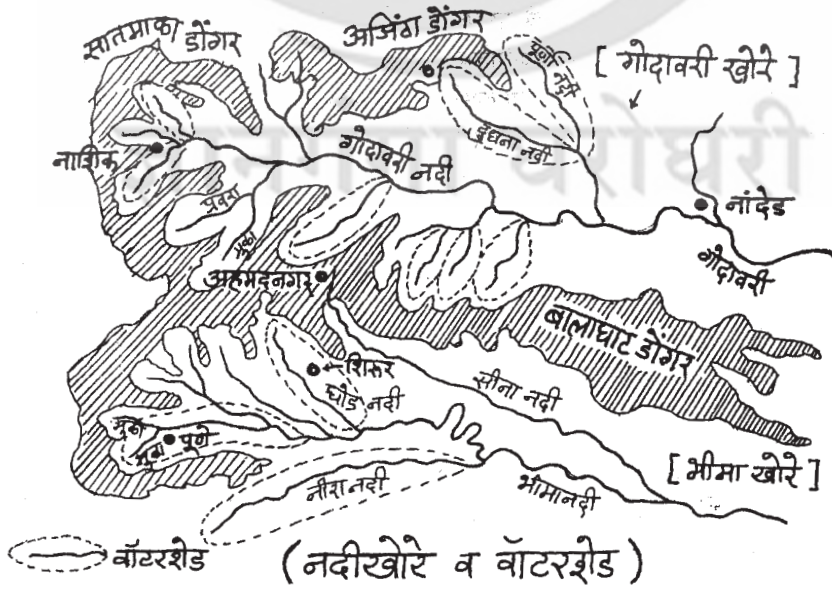 सातमाळा डोंगर
अजिंठा डोंगर
[ गोदावरी खोरे ]
पूर्णा नदी
दुधना नदी
नाशिक
गोदावरी नदी
प्रवरा
नांदेड
गोदावरी
अहमदनगर
बालाघाट डोंगर
शिरूर
घोड नदी
सीना नदी
मुळा
मुठा
पुणे
नीरा नदी
भीमा नदी
[ भीमा खोरे ]
वॉटरशेड
(नदीखोरे व वॉटरशेड)